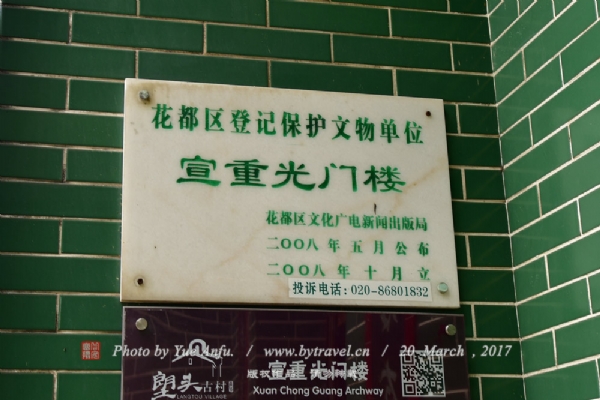 花都区登记保护文物单位
宣重光门楼
花都区文化广电新闻出版局
二〇〇八年五月公布
二〇〇八年十月立
投诉电话:020-86801832
Photo by Yue Anfu. / www.bytravel.cn / 20 March , 2017
宣重光门楼
Xuan Chong Guang Archway
塱头古村
LANGTOU VILLAGE